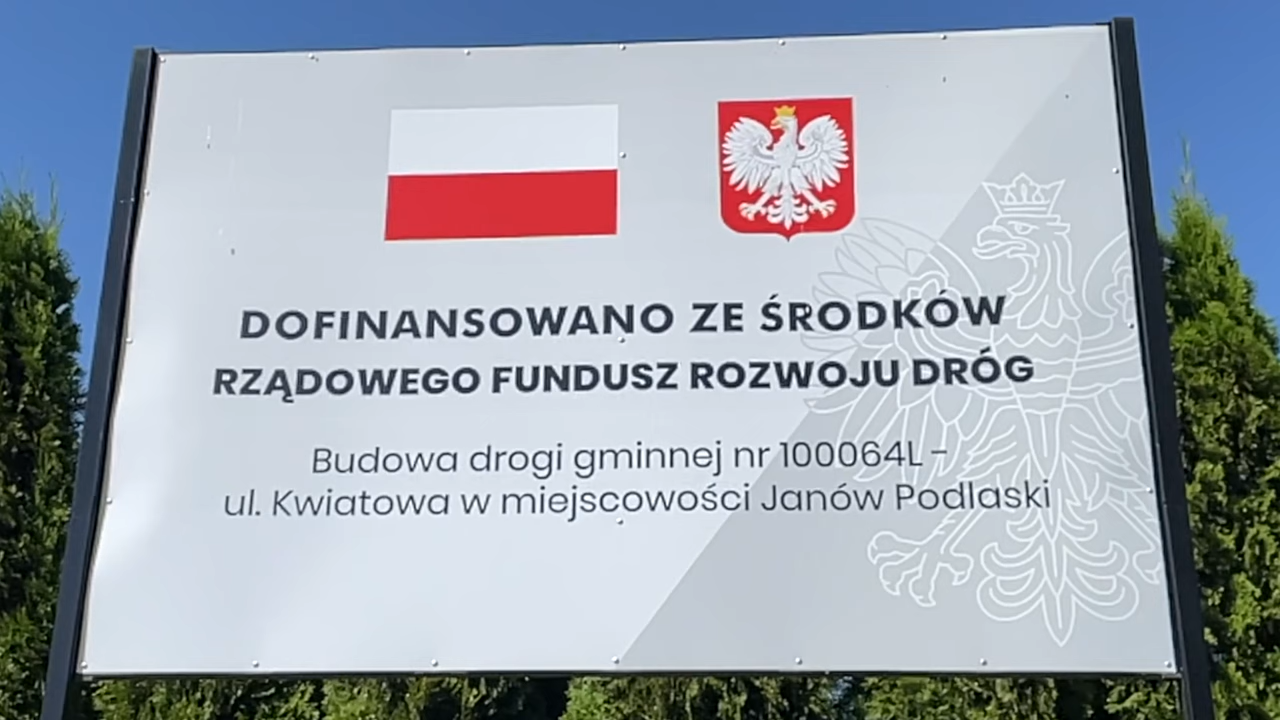 DOFINANSOWANO ZE ŚRODKÓW
RZĄDOWEGO FUNDUSZ ROZWOJU DRÓG
Budowa drogi gminnej nr 100064L -
ul. Kwiatowa w miejscowości Janów Podlaski